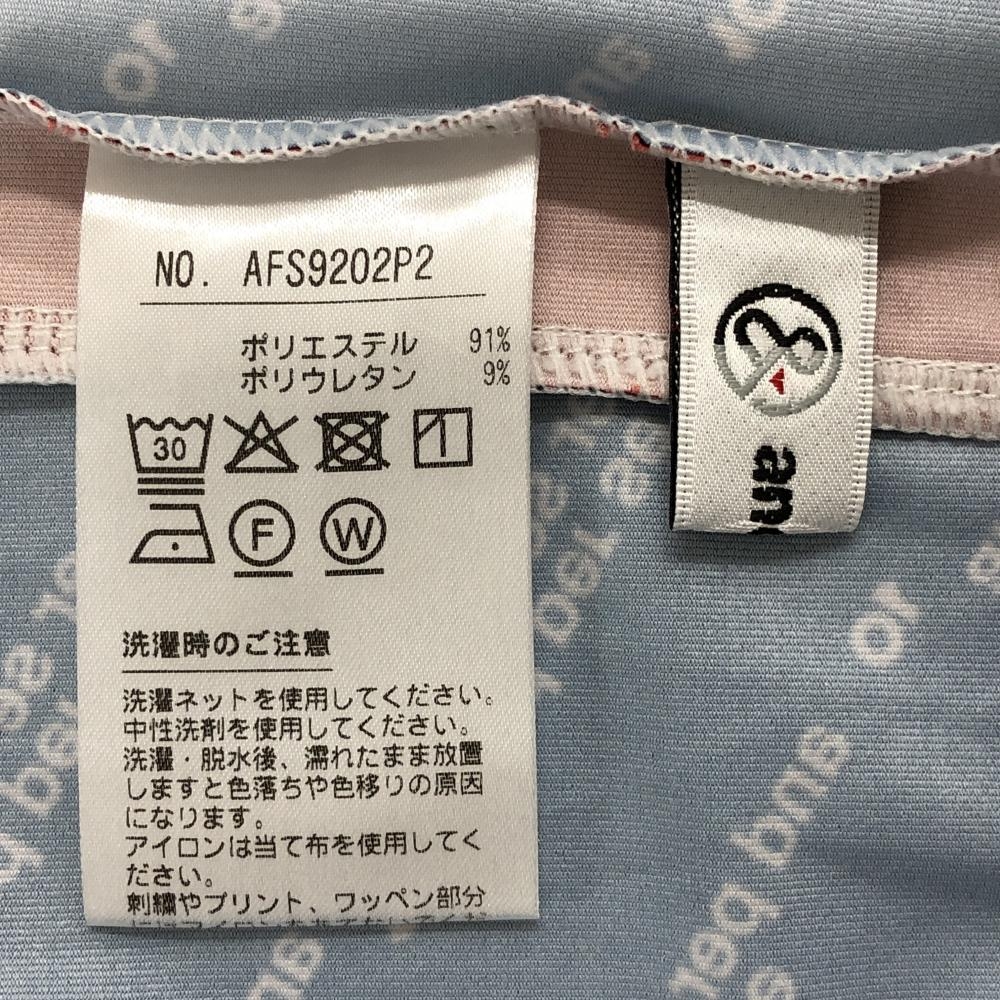 NO. AFS9202P2
ポリエステル 91%
ポリウレタン 9%
30
F W
洗濯時のご注意
洗濯ネットを使用してください。
中性洗剤を使用してください。
洗濯・脱水後、濡れたまま放置
しますと色落ちや色移りの原因
になります。
アイロンは当て布を使用してく
ださい。
刺繍やプリント、ワッペン部分
an
or
or
bus